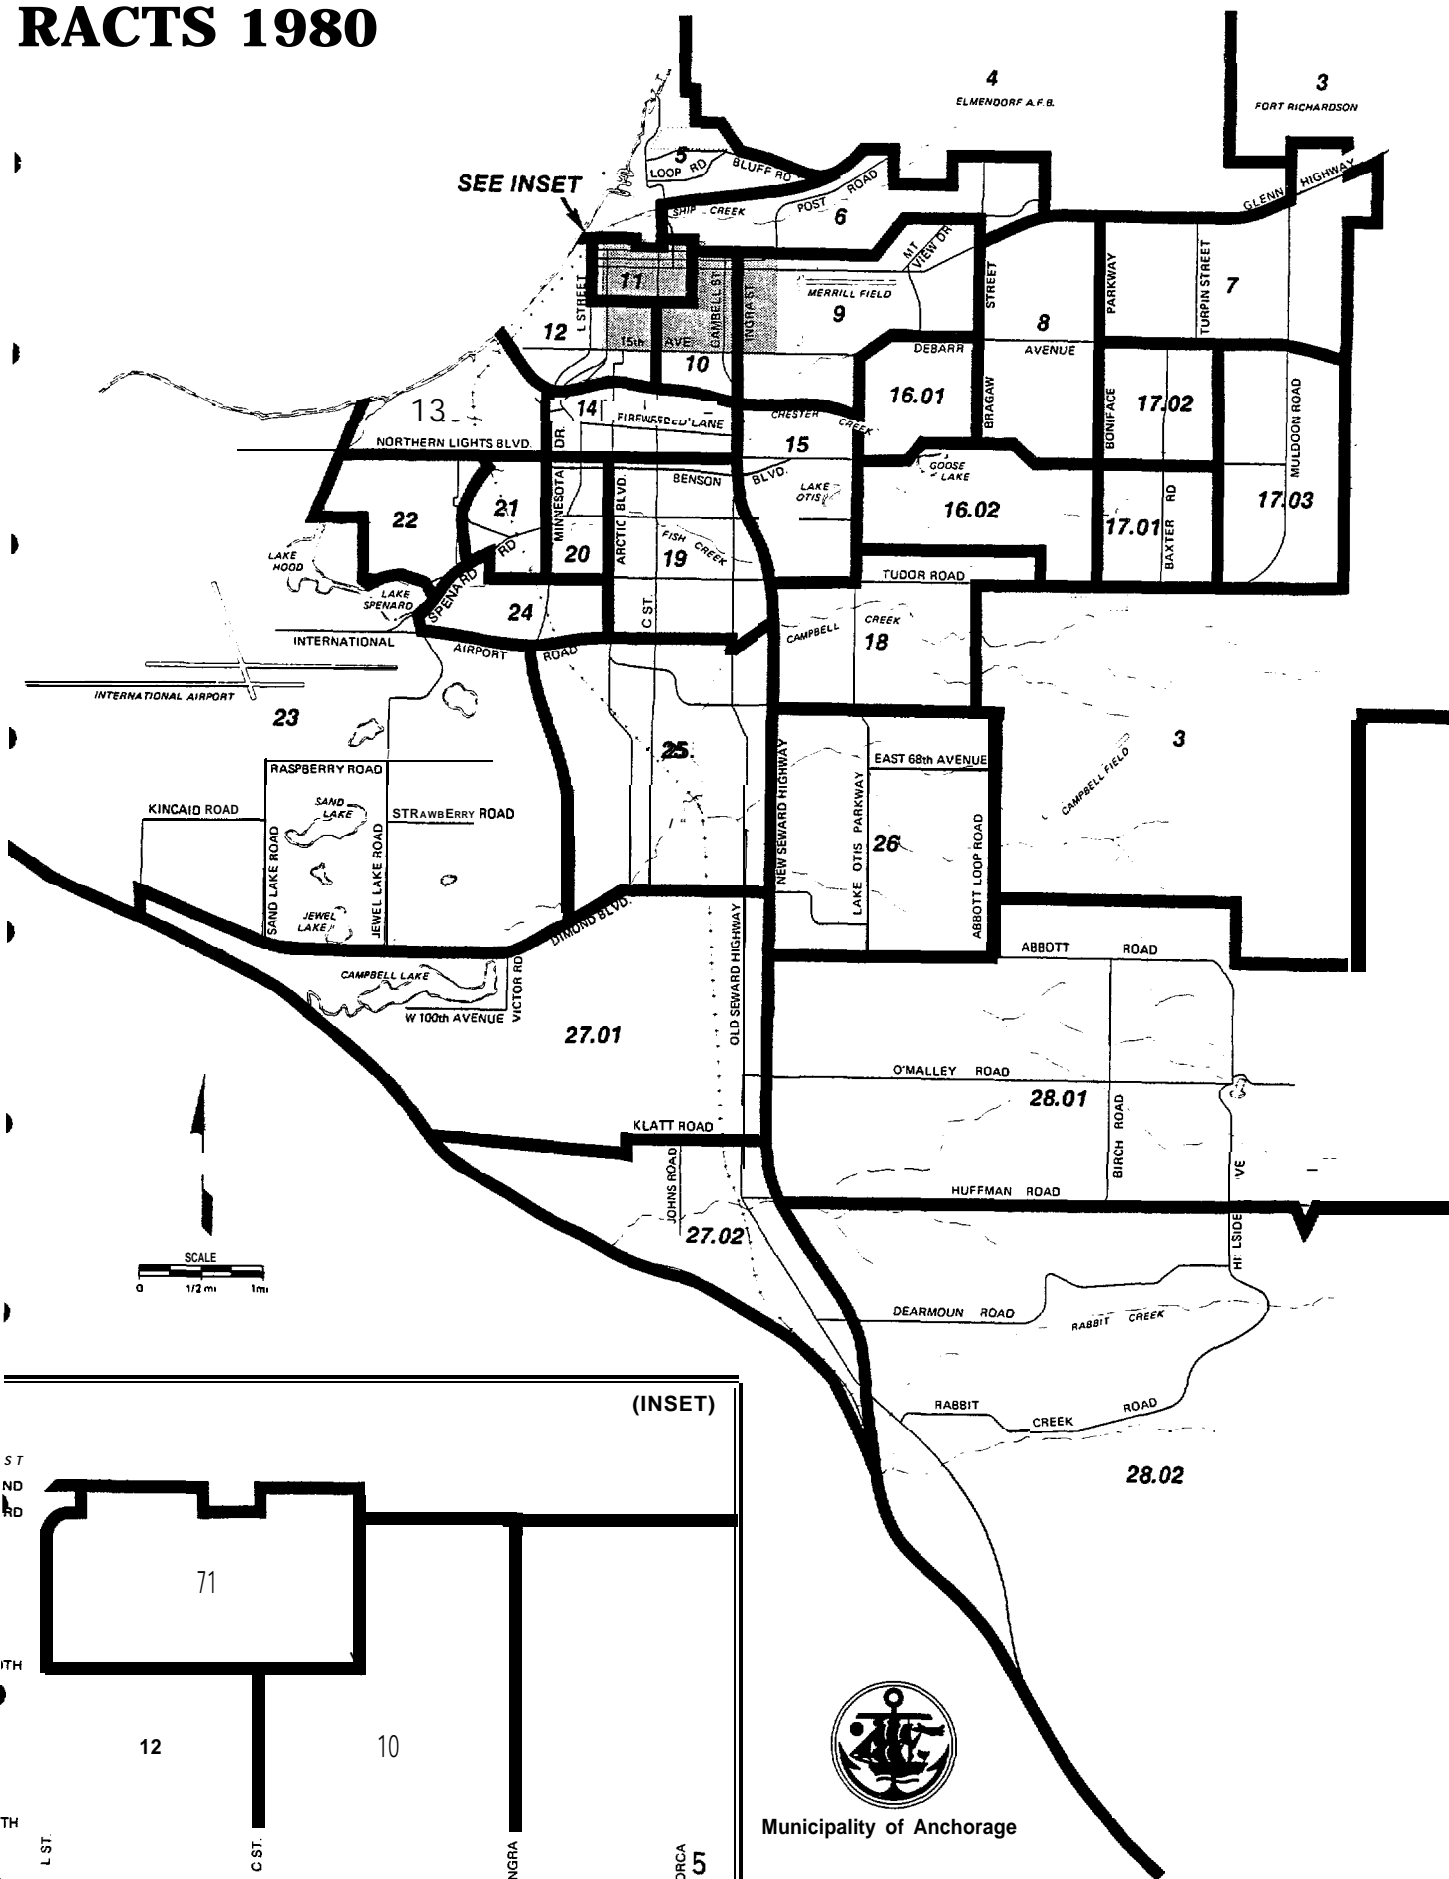 RACTS 1980
4
ELMENDORF A.F.B.
3
FORT RICHARDSON
5
LOOP RD
BLUFF RD
SEE INSET
SHIP CREEK
POST ROAD
6
GLENN HIGHWAY
MT VIEW DR
11
L STREET
GAMBELL ST
INGRA ST
MERRILL FIELD
9
STREET
PARKWAY
TURPIN STREET
7
8
12
15th AVE
10
DEBARR
AVENUE
16.01
BRAGAW
BONIFACE
17.02
MULDOON ROAD
13
14
FIREWEED LANE
CHESTER CREEK
NORTHERN LIGHTS BLVD.
DR.
15
BENSON BLVD.
LAKE OTIS
GOOSE LAKE
16.02
17.03
22
21
MINNESOTA
ARCTIC BLVD.
20
19
FISH CREEK
17.01
BAXTER RD
LAKE HOOD
LAKE SPENARD
SPENARD RD
TUDOR ROAD
24
C ST.
CAMPBELL CREEK
18
INTERNATIONAL
AIRPORT ROAD
INTERNATIONAL AIRPORT
23
25.
3
CAMPBELL FIELD
NEW SEWARD HIGHWAY
EAST 68th AVENUE
LAKE OTIS PARKWAY
26
ABBOTT LOOP ROAD
RASPBERRY ROAD
KINCAID ROAD
SAND LAKE
STRAWBERRY ROAD
SAND LAKE ROAD
JEWEL LAKE ROAD
JEWEL LAKE
DIMOND BLVD.
OLD SEWARD HIGHWAY
ABBOTT ROAD
CAMPBELL LAKE
VICTOR RD
W 100th AVENUE
27.01
O'MALLEY ROAD
28.01
BIRCH ROAD
KLATT ROAD
JOHNS ROAD
HUFFMAN ROAD
VE
HI LSIDE
27.02
SCALE
0 1/2 mi 1mi
DEARMOUN ROAD
RABBIT CREEK
RABBIT CREEK ROAD
28.02
(INSET)
ST
ND
RD
71
TH
12
10
TH
L ST.
C ST.
NGRA
ORCA
5
Municipality of Anchorage